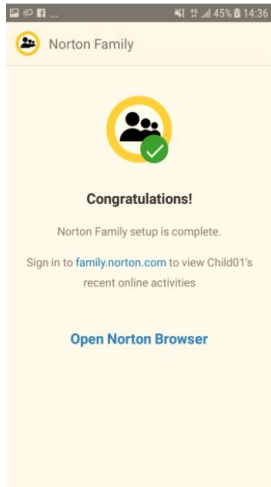 ... 45% 14:36
Norton Family
Congratulations!
Norton Family setup is complete.
Sign in to family.norton.com to view Child01's
recent online activities
Open Norton Browser